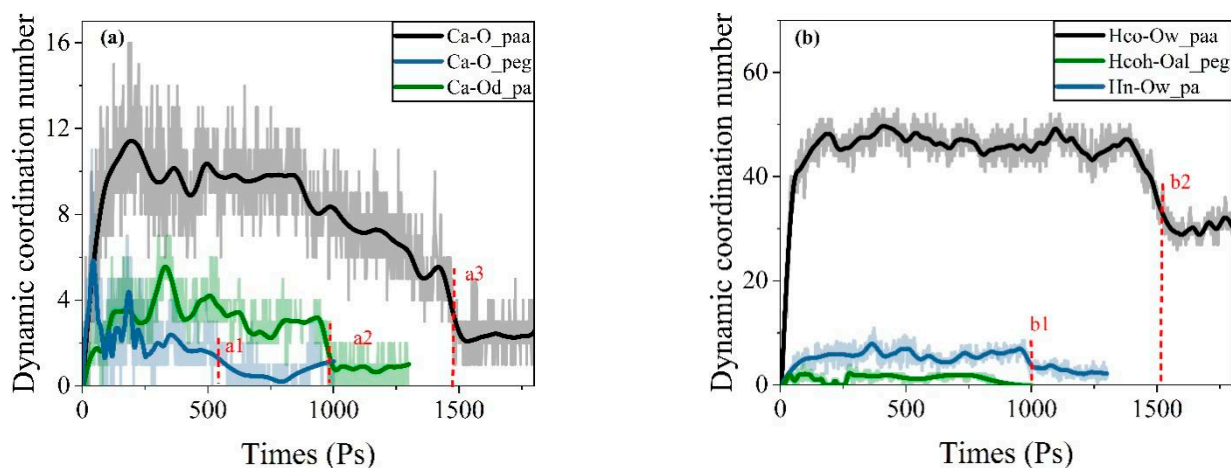 (a)
Ca-O_paa
Ca-O_peg
Ca-Od_pa
Dynamic coordination number
16
12
8
4
0
a1
a2
a3
0
500
1000
1500
Times (Ps)
(b)
Hco-Ow_paa
Hcoh-Oal_peg
Hn-Ow_pa
Dynamic coordination number
60
40
20
0
b1
b2
0
500
1000
1500
Times (Ps)